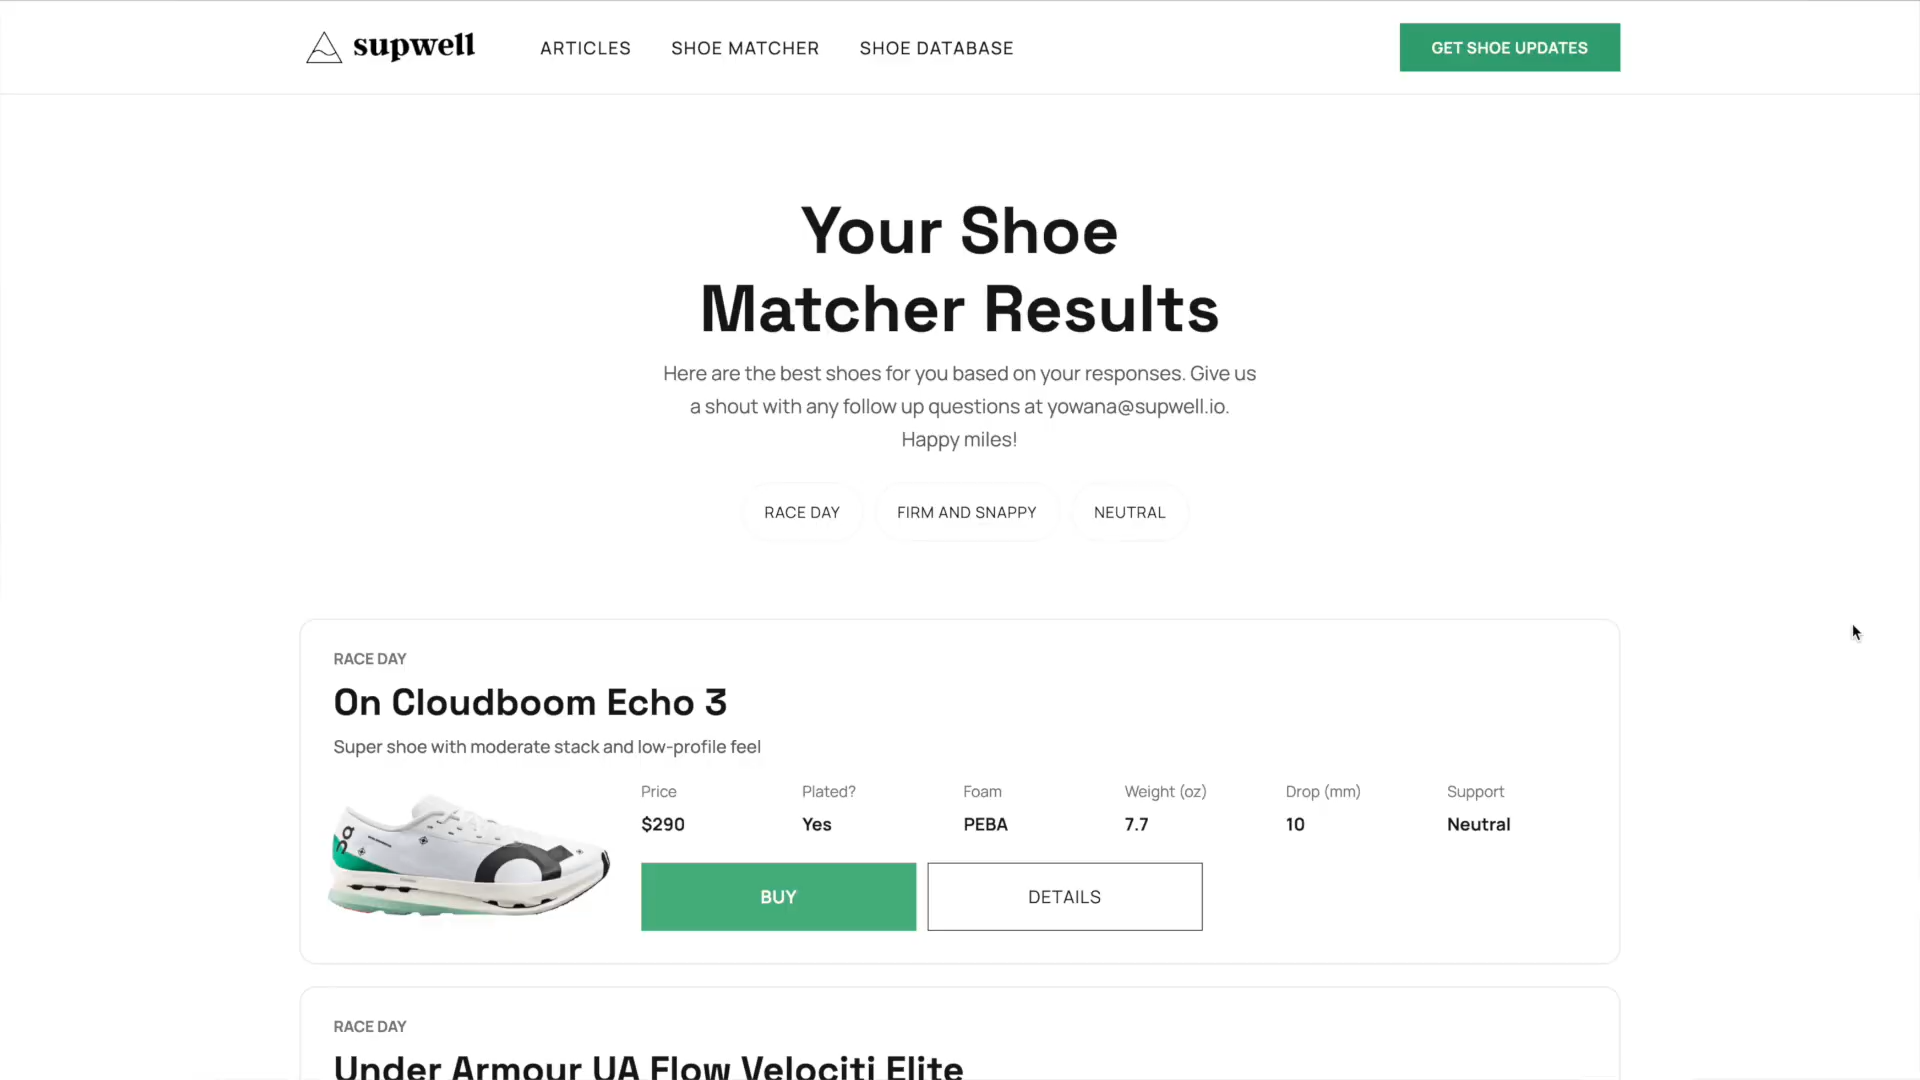 supwell
ARTICLES
SHOE MATCHER
SHOE DATABASE
GET SHOE UPDATES
Your Shoe
Matcher Results
Here are the best shoes for you based on your responses. Give us
a shout with any follow up questions at yowana@supwell.io.
Happy miles!
RACE DAY
FIRM AND SNAPPY
NEUTRAL
RACE DAY
On Cloudboom Echo 3
Super shoe with moderate stack and low-profile feel
Price
Plated?
Foam
Weight (oz)
Drop (mm)
Support
$290
Yes
PEBA
7.7
10
Neutral
BUY
DETAILS
RACE DAY
Under Armour UA Flow Velociti Elite